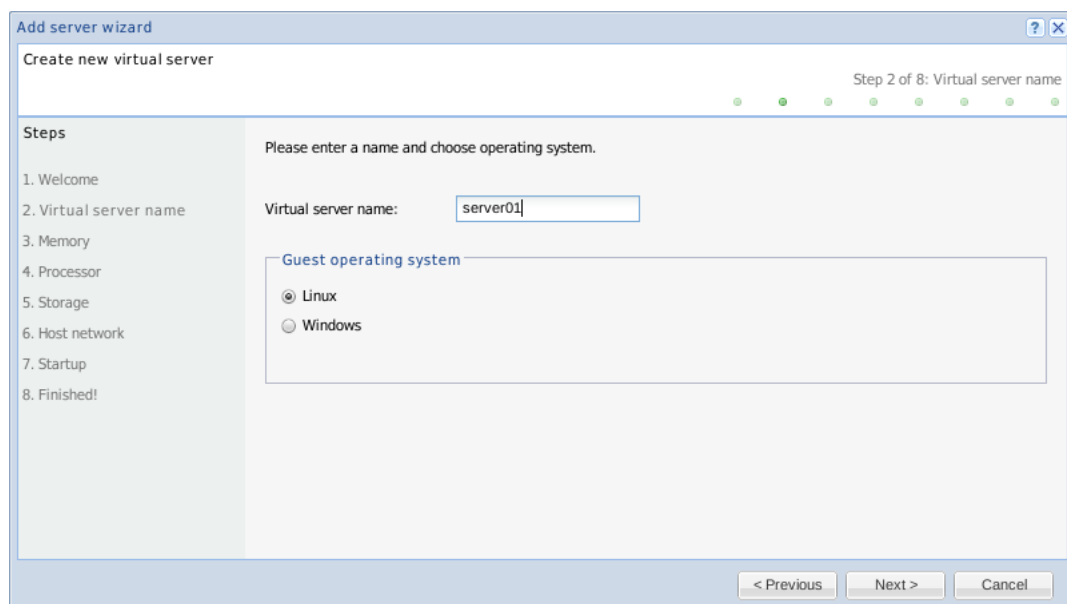 Add server wizard
Create new virtual server
Step 2 of 8: Virtual server name
Steps
1. Welcome
2. Virtual server name
3. Memory
4. Processor
5. Storage
6. Host network
7. Startup
8. Finished!
Please enter a name and choose operating system.
Virtual server name: server01
Guest operating system
Linux
Windows
< Previous Next > Cancel